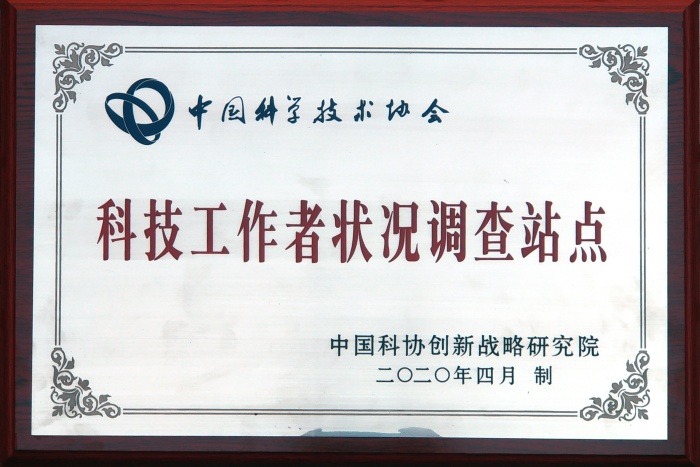 中国科学技术协会
科技工作者状况调查站点
中国科协创新战略研究院
二〇二〇年四月 制